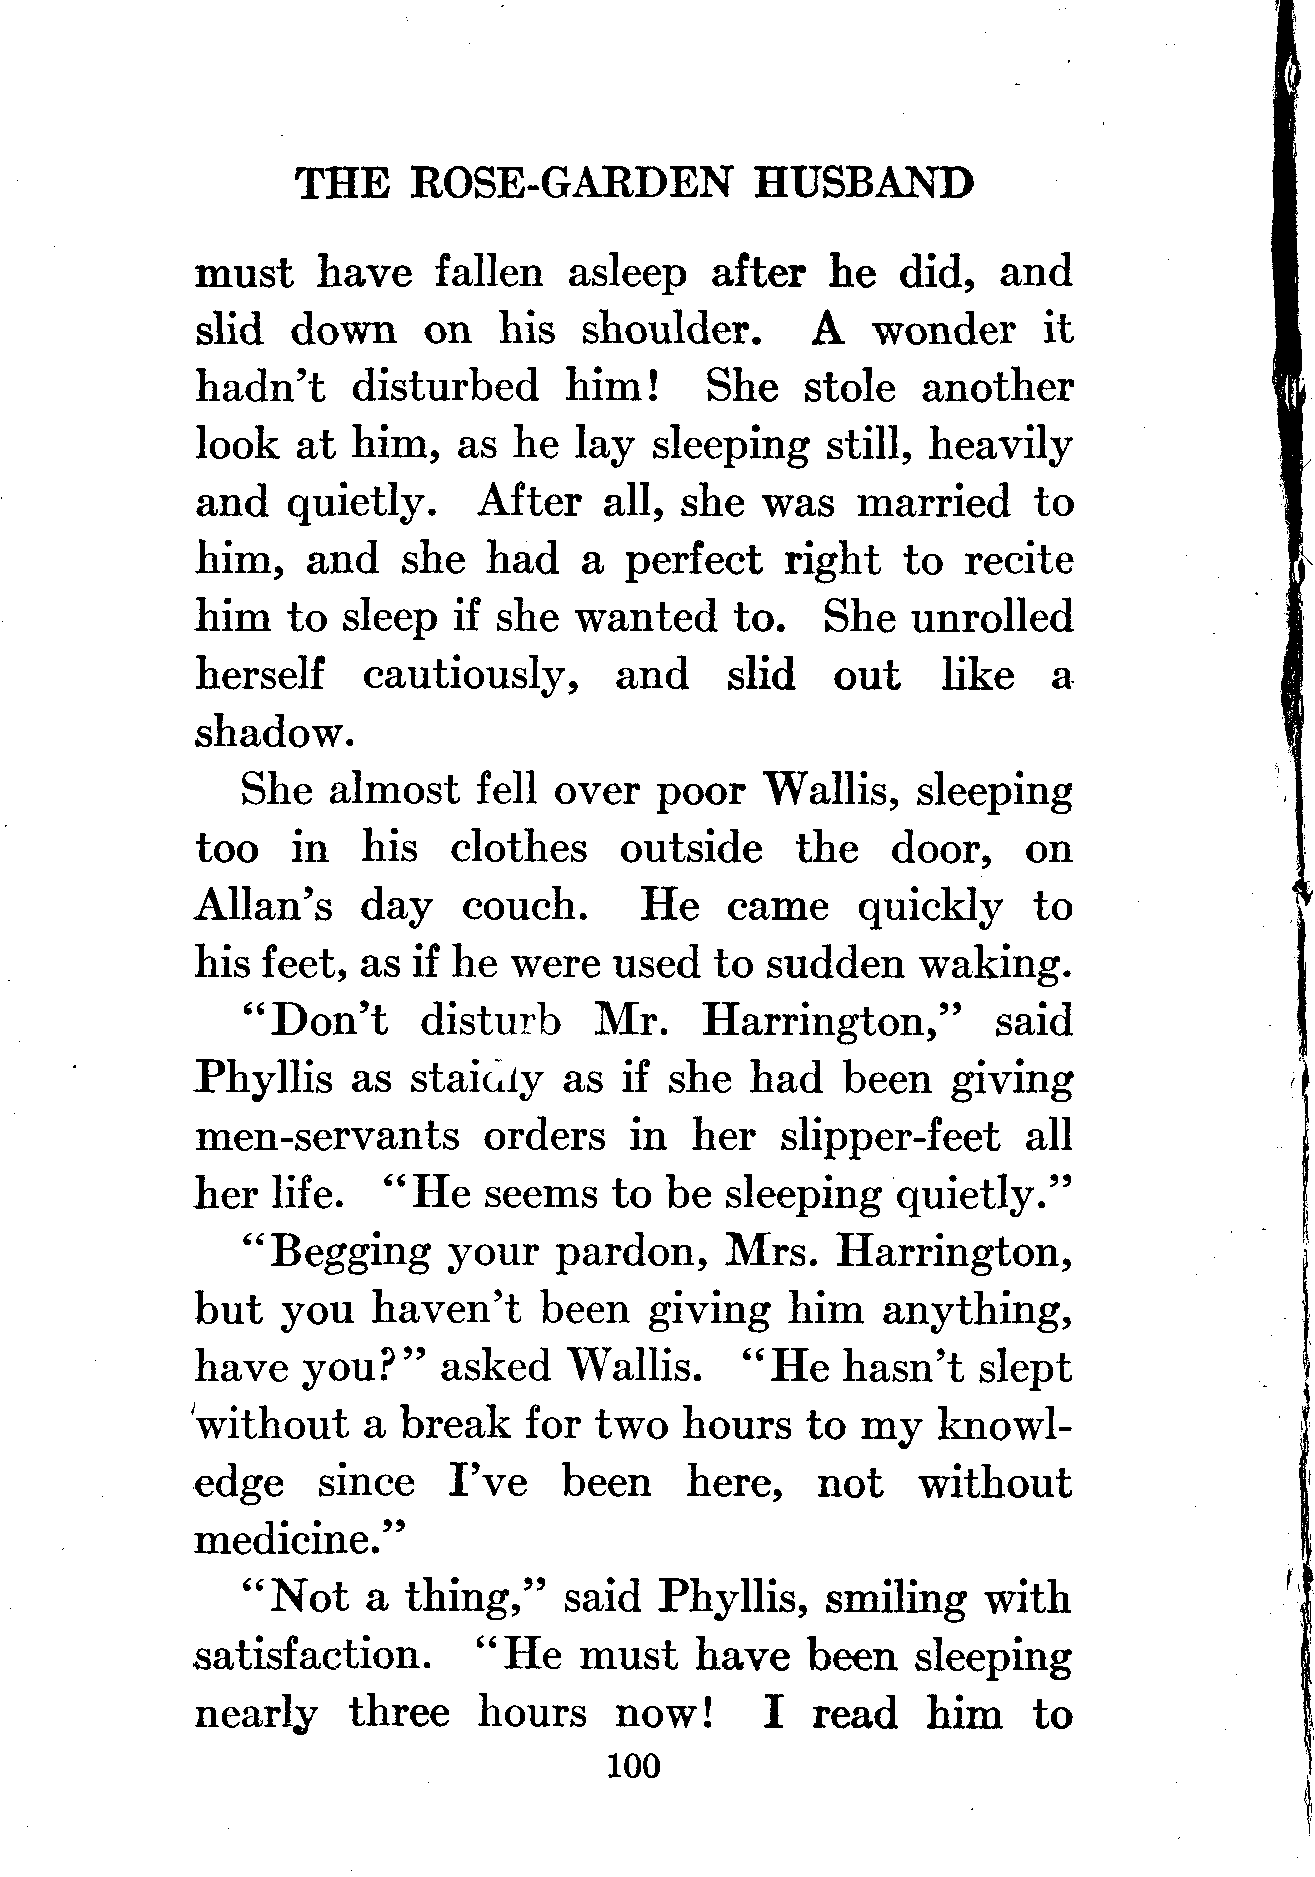 THE ROSE-GARDEN HUSBAND
must have fallen asleep after he did, and
slid down on his shoulder. A wonder it
hadn't disturbed him! She stole another
look at him, as he lay sleeping still, heavily
and quietly. After all, she was married to
him, and she had a perfect right to recite
him to sleep if she wanted to. She unrolled
herself cautiously, and slid out like a
shadow.
She almost fell over poor Wallis, sleeping
too in his clothes outside the door, on
Allan's day couch. He came quickly to
his feet, as if he were used to sudden waking.
"Don't disturb Mr. Harrington," said
Phyllis as staidly as if she had been giving
men-servants orders in her slipper-feet all
her life. "He seems to be sleeping quietly."
"Begging your pardon, Mrs. Harrington,
but you haven't been giving him anything,
have you?" asked Wallis. "He hasn't slept
without a break for two hours to my knowl-
edge since I've been here, not without
medicine."
"Not a thing," said Phyllis, smiling with
satisfaction. "He must have been sleeping
nearly three hours now! I read him to
100